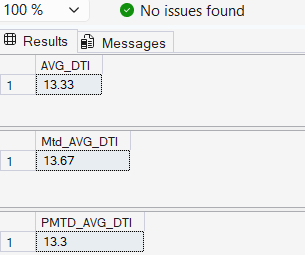 100 %
No issues found
Results
Messages
AVG_DTI
1 13.33
Mtd_AVG_DTI
1 13.67
PMTD_AVG_DTI
1 13.3